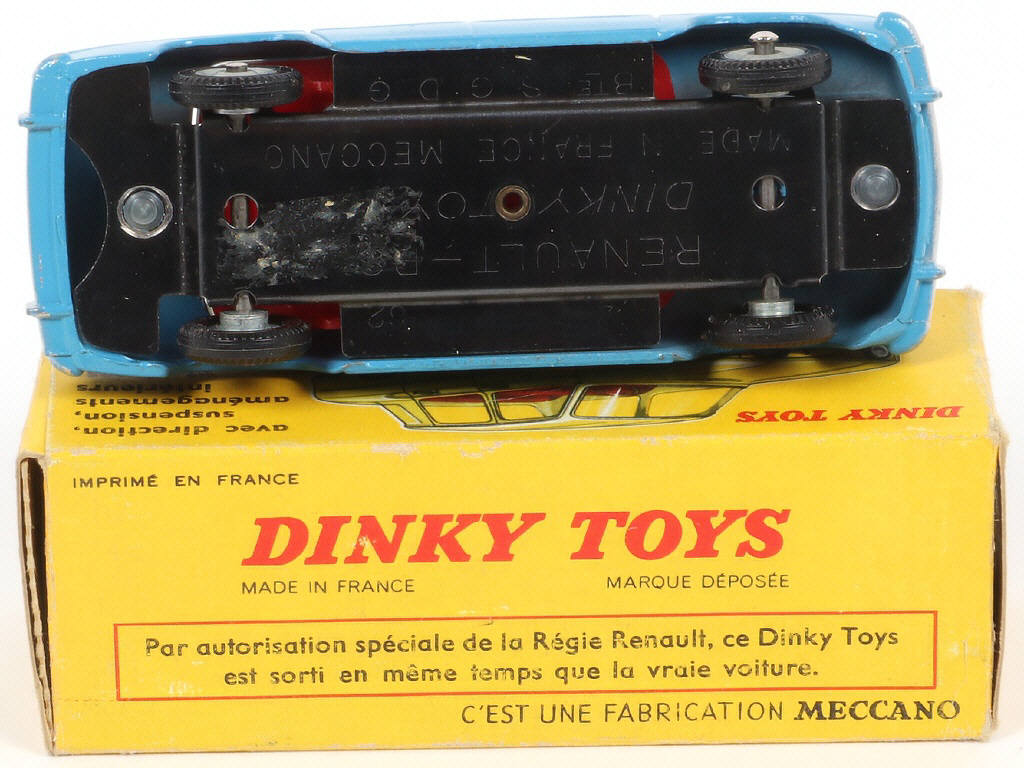 BTE S. G. D. G
MADE IN FRANCE MECCANO
DINKY TOY
RENAULT-R
DINKY TOYS
avec direction,
suspension,
aménagements
intérieurs
IMPRIMÉ EN FRANCE
DINKY TOYS
MADE IN FRANCE
MARQUE DÉPOSÉE
Par autorisation spéciale de la Régie Renault, ce Dinky Toys
est sorti en même temps que la vraie voiture.
C'EST UNE FABRICATION MECCANO